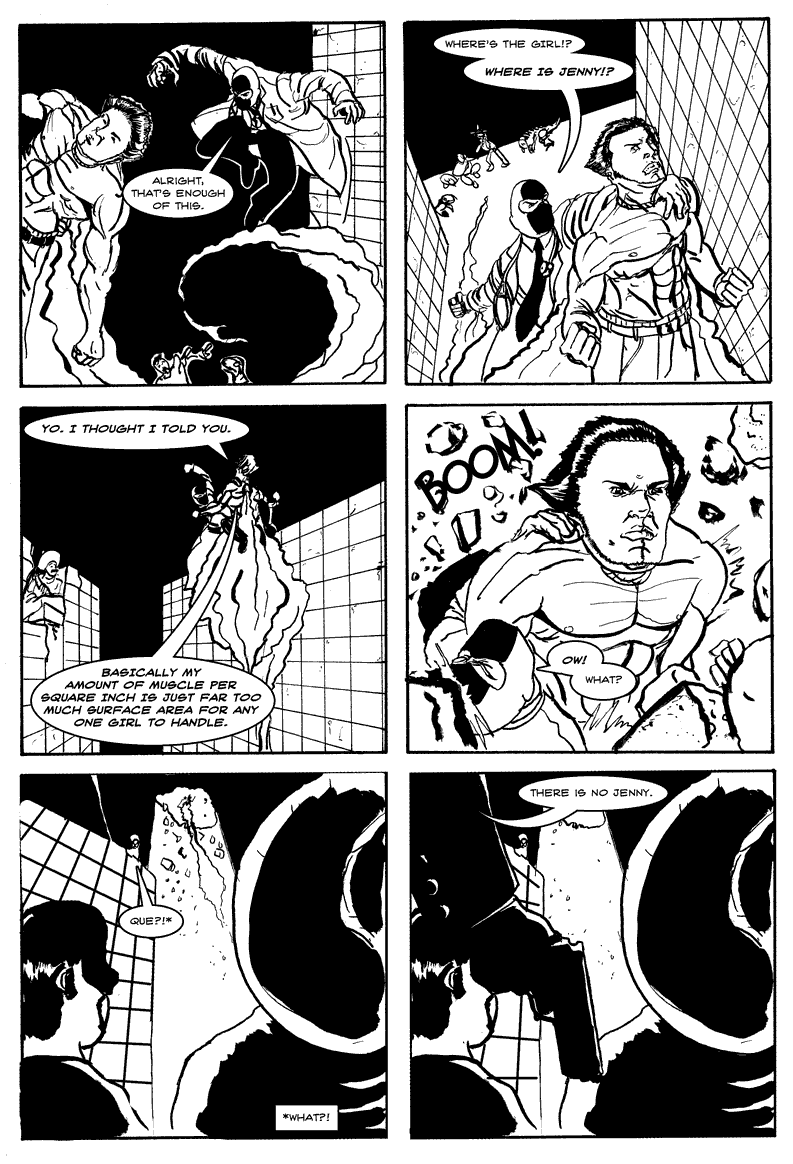 ALRIGHT,
THAT'S ENOUGH
OF THIS.
WHERE'S THE GIRL!?
WHERE IS JENNY!?
YO. I THOUGHT I TOLD YOU.
BASICALLY MY
AMOUNT OF MUSCLE PER
SQUARE INCH IS JUST FAR TOO
MUCH SURFACE AREA FOR ANY
ONE GIRL TO HANDLE.
BOOM!
OW!
WHAT?
QUE?!*
*WHAT?!
THERE IS NO JENNY.